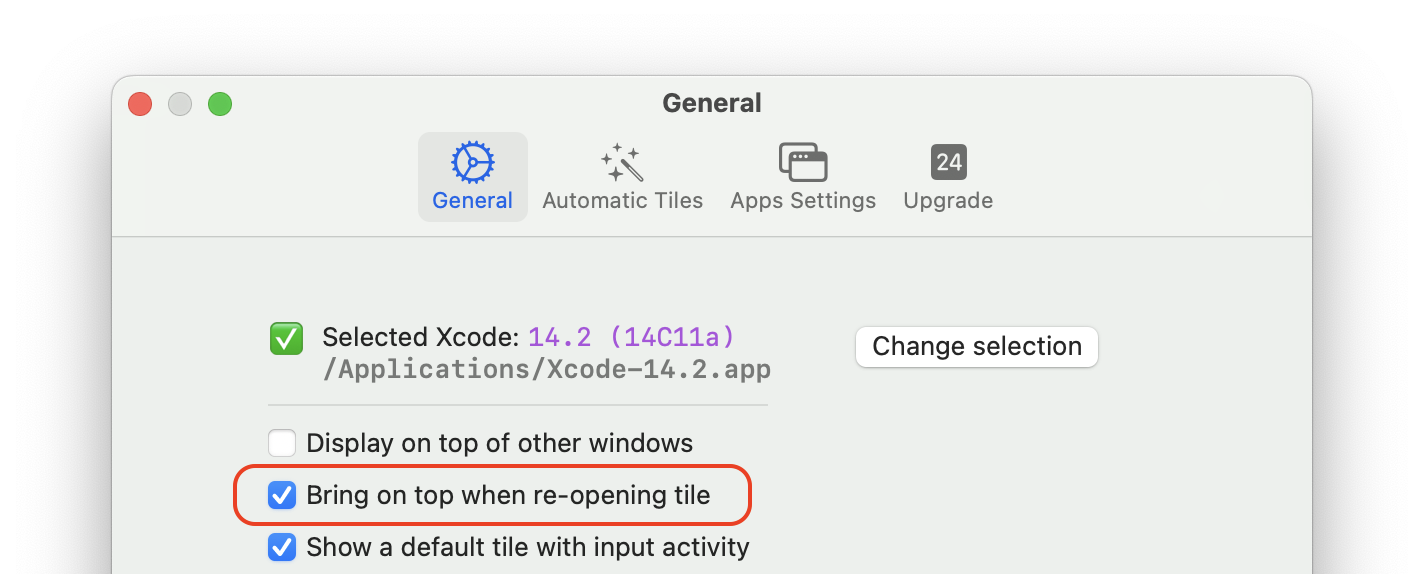 General
General Automatic Tiles Apps Settings 24 Upgrade
Selected Xcode: 14.2 (14C11a)
/Applications/Xcode-14.2.app
Change selection
Display on top of other windows
Bring on top when re-opening tile
Show a default tile with input activity